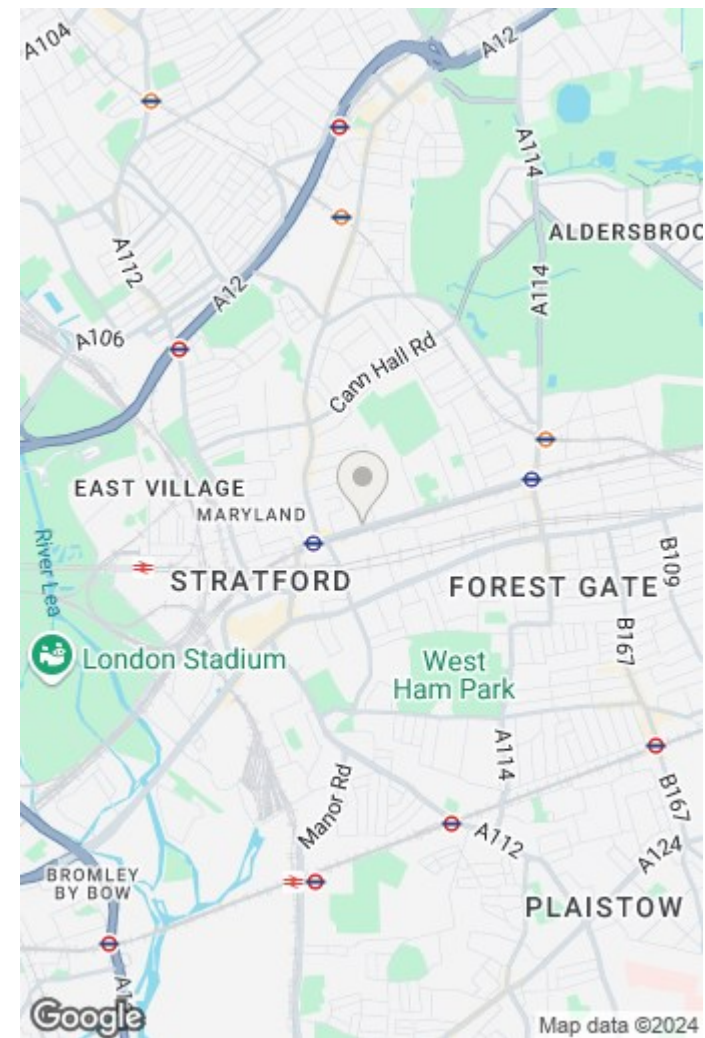 A104
A12
A114
A112
ALDERSBROO
A12
A114
A106
Cann Hall Rd
EAST VILLAGE
MARYLAND
River Lea
STRATFORD
FOREST GATE
B109
B167
London Stadium
West
Ham Park
A114
Manor Rd
B167
A112
A124
BROMLEY
BY BOW
PLAISTOW
Google
Map data ©2024